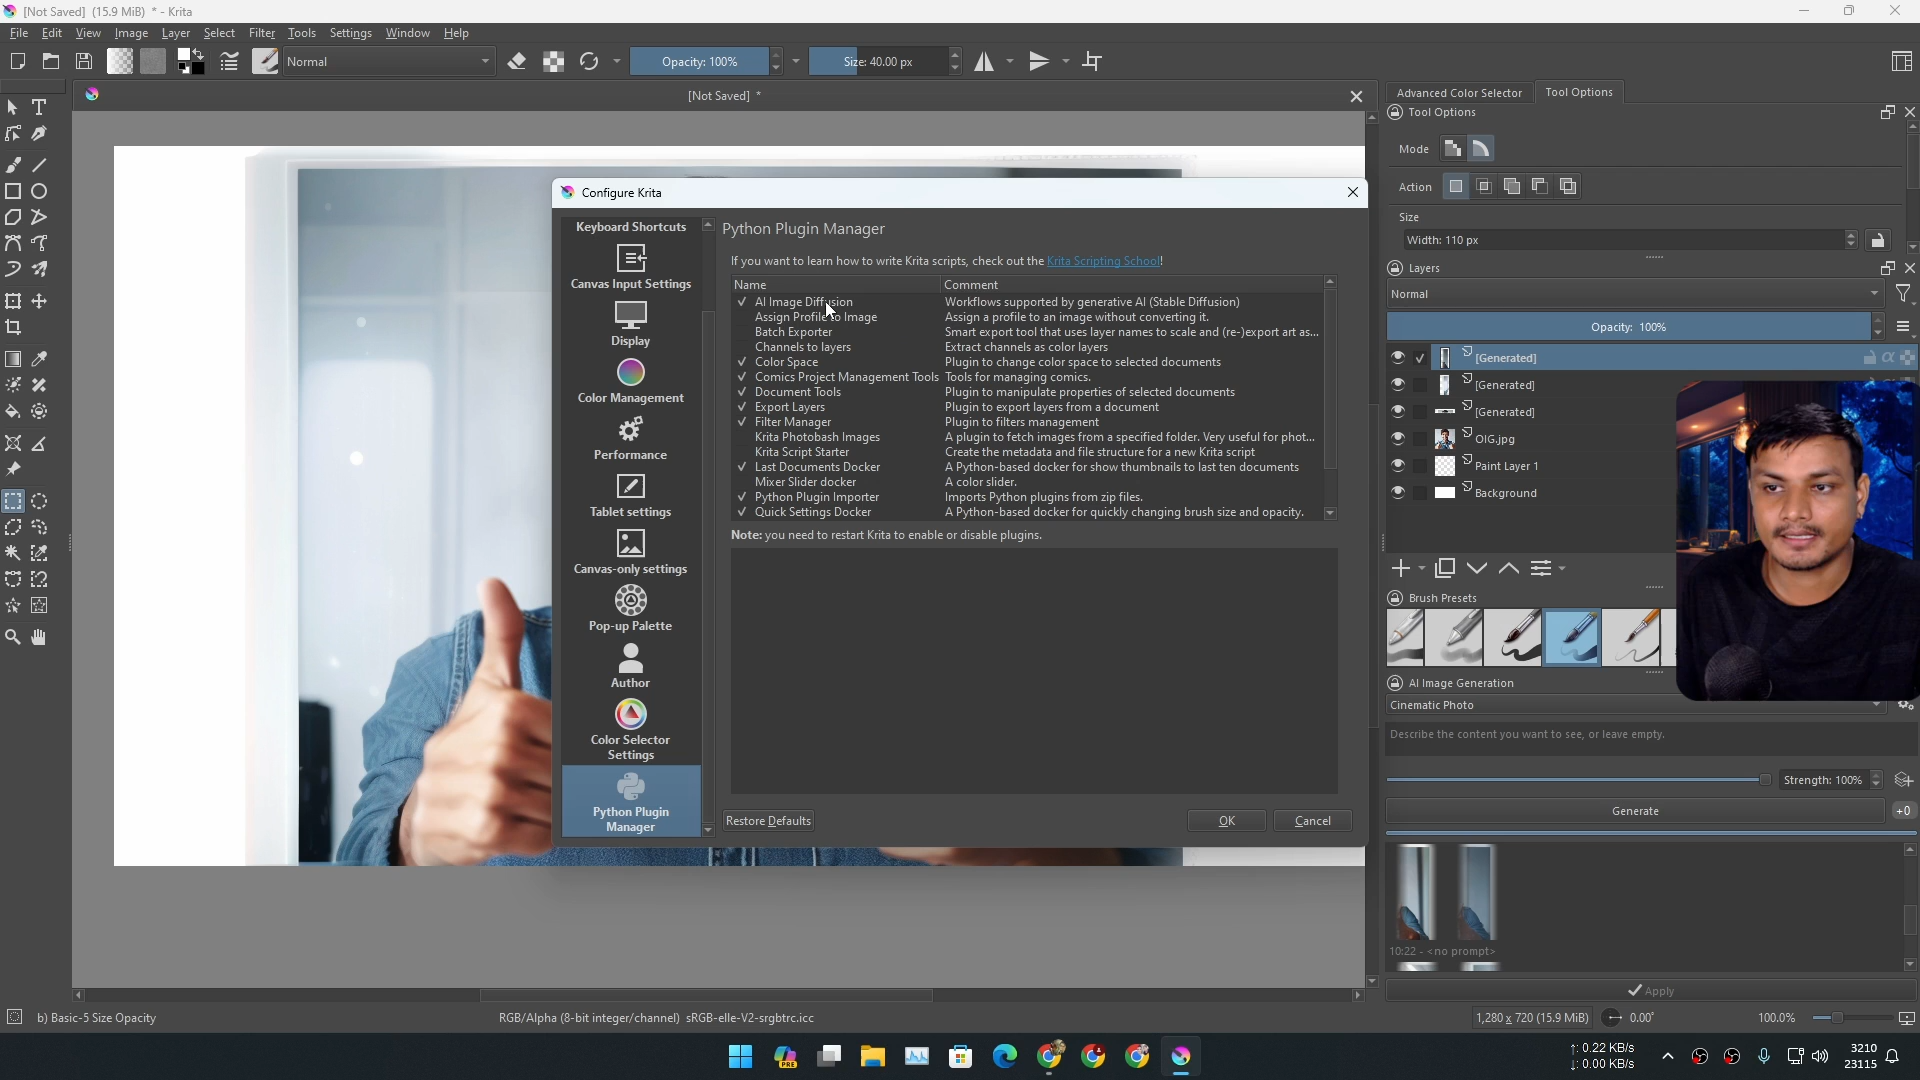 [Not Saved] (15.9 MiB) * - Krita
File Edit View Image Layer Select Filter Tools Settings Window Help
Normal
Opacity: 100%
Size: 40.00 px
[Not Saved] *
Advanced Color Selector
Tool Options
Tool Options
Mode
Action
Size
Width: 110 px
Layers
Normal
Opacity: 100%
[Generated]
[Generated]
[Generated]
OIG.jpg
Paint Layer 1
Background
Brush Presets
AI Image Generation
Cinematic Photo
Describe the content you want to see, or leave empty.
Strength: 100%
Generate
+0
10:22 - <no prompt>
Apply
Configure Krita
Keyboard Shortcuts
Canvas Input Settings
Display
Color Management
Performance
Tablet settings
Canvas-only settings
Pop-up Palette
Author
Color Selector
Settings
Python Plugin
Manager
Python Plugin Manager
If you want to learn how to write Krita scripts, check out the Krita Scripting School!
Name Comment
AI Image Diffusion Workflows supported by generative AI (Stable Diffusion)
Assign Profile to Image Assign a profile to an image without converting it.
Batch Exporter Smart export tool that uses layer names to scale and (re-)export art as...
Channels to layers Extract channels as color layers
Color Space Plugin to change color space to selected documents
Comics Project Management Tools Tools for managing comics.
Document Tools Plugin to manipulate properties of selected documents
Export Layers Plugin to export layers from a document
Filter Manager Plugin to filters management
Krita Photobash Images A plugin to fetch images from a specified folder. Very useful for phot...
Krita Script Starter Create the metadata and file structure for a new Krita script
Last Documents Docker A Python-based docker for show thumbnails to last ten documents
Mixer Slider docker A color slider.
Python Plugin Importer Imports Python plugins from zip files.
Quick Settings Docker A Python-based docker for quickly changing brush size and opacity.
Note: you need to restart Krita to enable or disable plugins.
Restore Defaults
OK
Cancel
b) Basic-5 Size Opacity
RGB/Alpha (8-bit integer/channel) sRGB-elle-V2-srgbtrc.icc
1,280 x 720 (15.9 MiB)
0.00°
100.0%
PRE
↑: 0.22 KB/s
↓: 0.00 KB/s
3210
23115